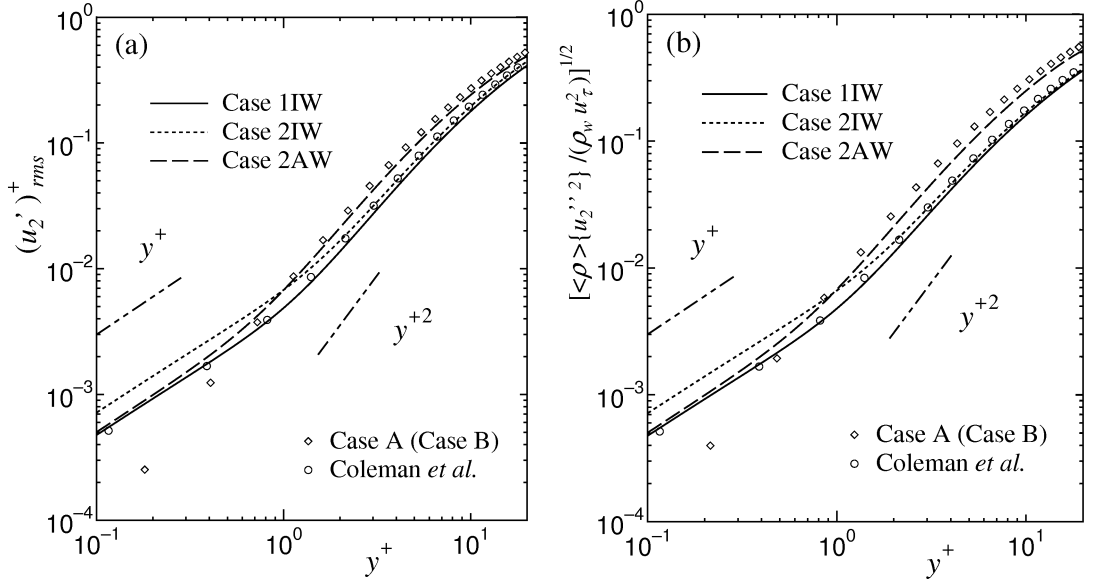 (a)
10⁰
10⁻¹
10⁻²
10⁻³
10⁻⁴
(u₂')⁺rms
Case 1IW
Case 2IW
Case 2AW
y⁺
y⁺²
Case A (Case B)
Coleman et al.
10⁻¹
10⁰
10¹
y⁺
(b)
10⁰
10⁻¹
10⁻²
10⁻³
10⁻⁴
[<ρ>{u₂''²}/(ρw uτ²)]¹/²
Case 1IW
Case 2IW
Case 2AW
y⁺
y⁺²
Case A (Case B)
Coleman et al.
10⁻¹
10⁰
10¹
y⁺